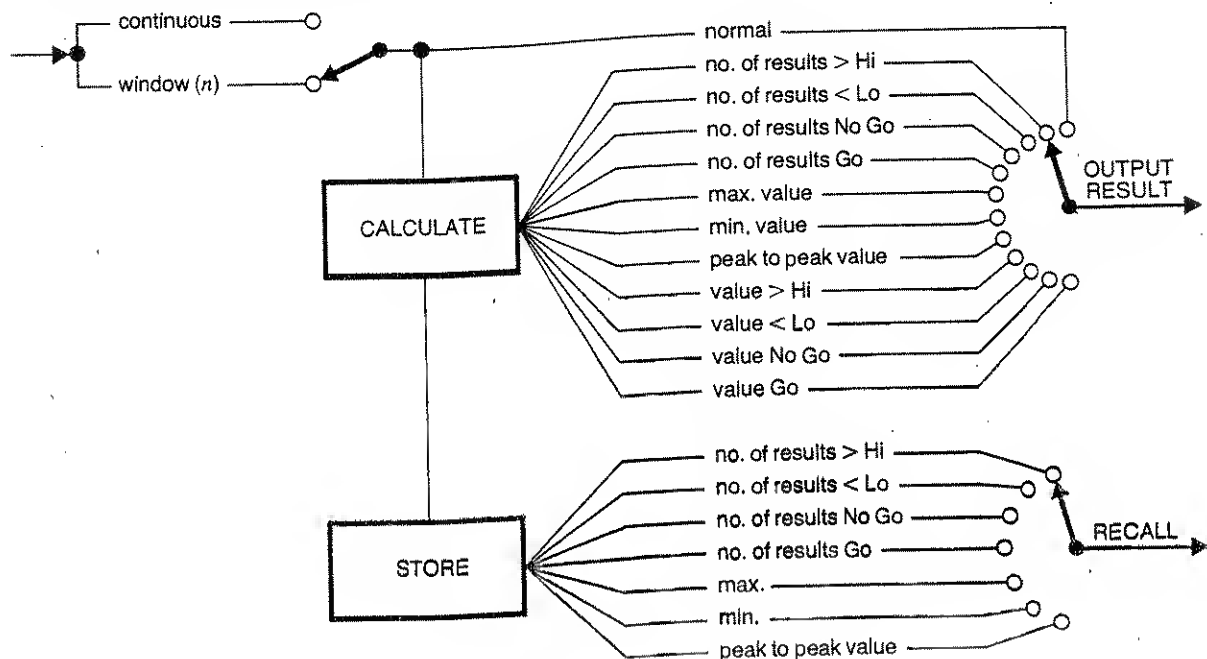 continuous
window (n)
normal
no. of results > Hi
no. of results < Lo
no. of results No Go
no. of results Go
max. value
min. value
peak to peak value
value > Hi
value < Lo
value No Go
value Go
CALCULATE
OUTPUT
RESULT
no. of results > Hi
no. of results < Lo
no. of results No Go
no. of results Go
max.
min.
peak to peak value
STORE
RECALL